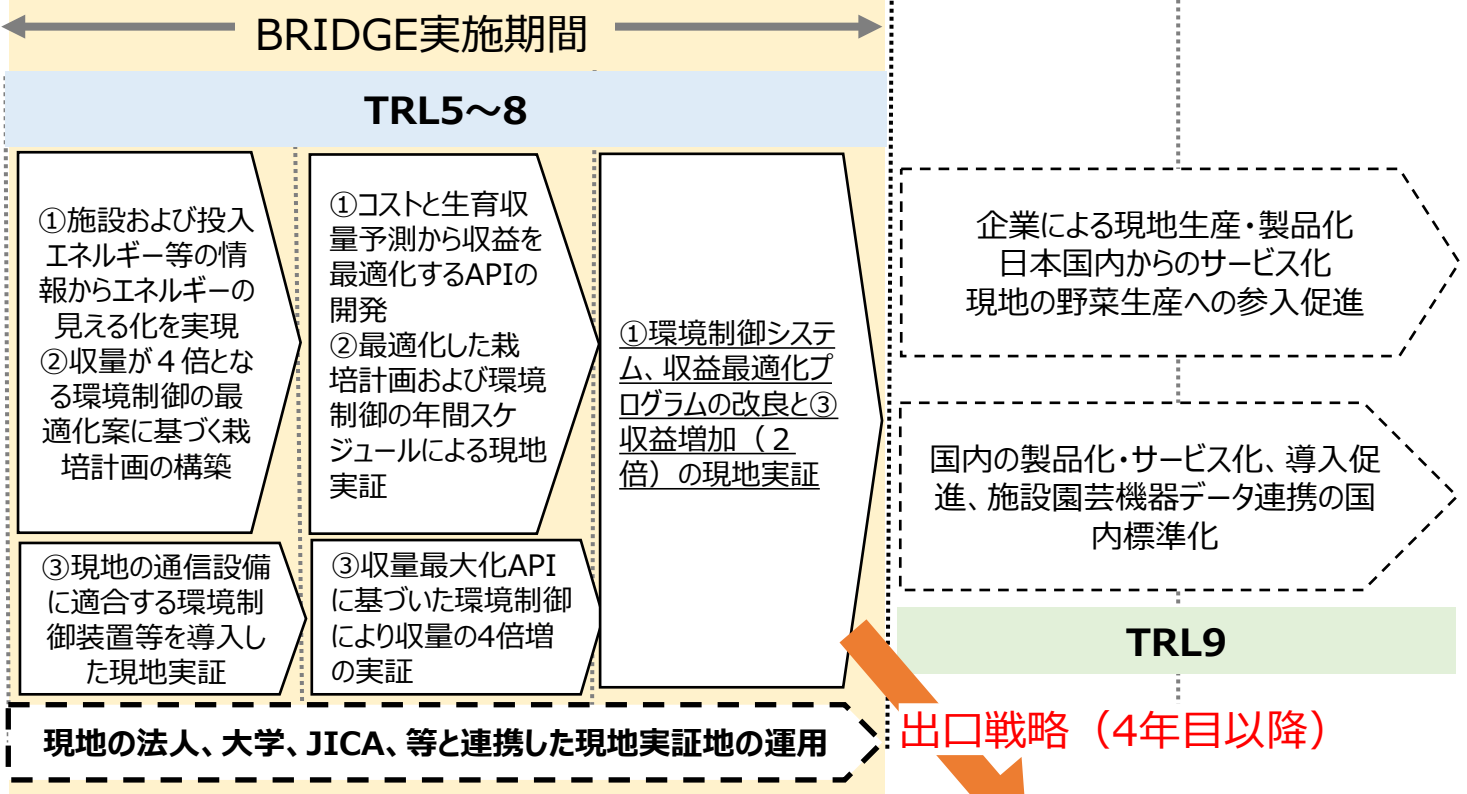 BRIDGE実施期間
TRL5～8
①施設および投入
エネルギー等の情
報からエネルギーの
見える化を実現
②収量が４倍とな
る環境制御の最
適化案に基づく栽
培計画の構築
③現地の通信設備
に適合する環境制
御装置等を導入し
た現地実証
①コストと生育収
量予測から収益を
最適化するAPIの
開発
②最適化した栽
培計画および環境
制御の年間スケ
ジュールによる現地
実証
③収量最大化API
に基づいた環境制御
により収量の4倍増
の実証
①環境制御システ
ム、収益最適化プ
ログラムの改良と③
収益増加（２
倍）の現地実証
現地の法人、大学、JICA、等と連携した現地実証地の運用
企業による現地生産・製品化
日本国内からのサービス化
現地の野菜生産への参入促進
国内の製品化・サービス化、導入促
進、施設園芸機器データ連携の国
内標準化
TRL9
出口戦略（4年目以降）